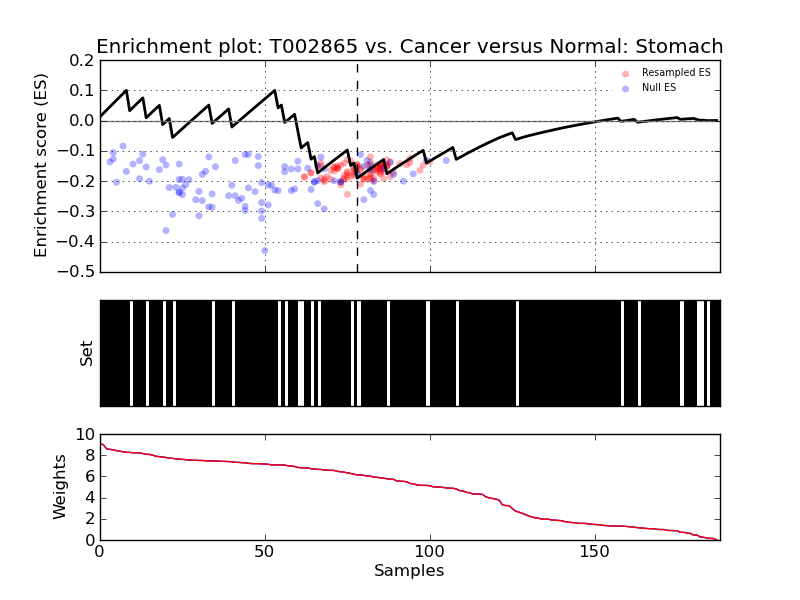 Enrichment plot: T002865 vs. Cancer versus Normal: Stomach
0.2
0.1
0.0
−0.1
−0.2
−0.3
−0.4
−0.5
Enrichment score (ES)
Resampled ES
Null ES
Set
10
8
6
4
2
0
Weights
0 50 100 150
Samples